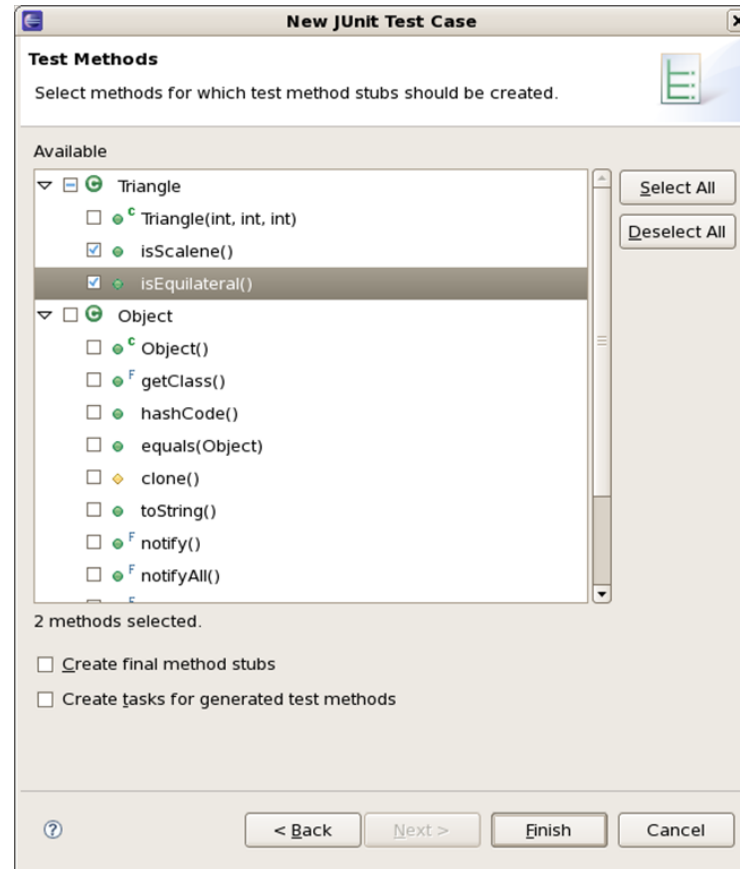 New JUnit Test Case
Test Methods
Select methods for which test method stubs should be created.
Available
Triangle
Triangle(int, int, int)
isScalene()
isEquilateral()
Object
Object()
getClass()
hashCode()
equals(Object)
clone()
toString()
notify()
notifyAll()
Select All
Deselect All
2 methods selected.
Create final method stubs
Create tasks for generated test methods
< Back
Next >
Finish
Cancel